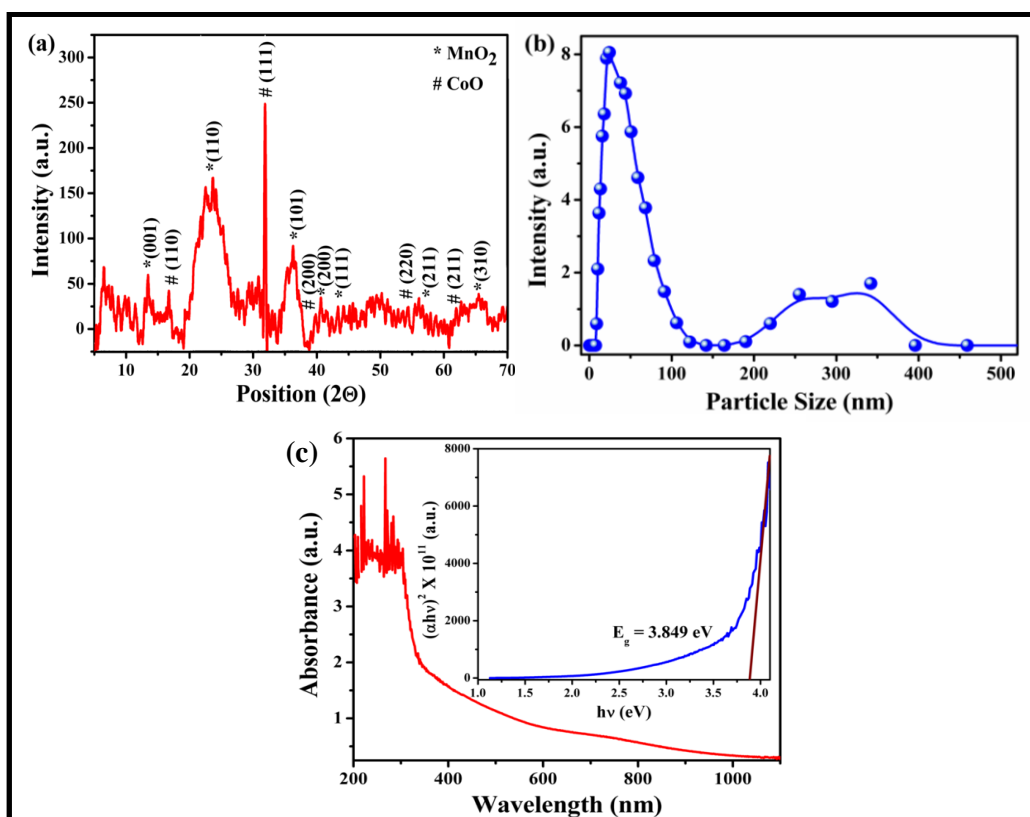 (a)
* MnO₂
# CoO
*(001)
# (110)
*(110)
# (111)
*(101)
# (200)
*(200)
*(111)
# (220)
*(211)
# (211)
*(310)
300
250
200
150
100
50
0
Intensity (a.u.)
10 20 30 40 50 60 70
Position (2Θ)
(b)
8
6
4
2
0
Intensity (a.u.)
0 100 200 300 400 500
Particle Size (nm)
(c)
6
5
4
3
2
1
Absorbance (a.u.)
200 400 600 800 1000
Wavelength (nm)
8000
6000
4000
2000
0
(αhν)² X 10¹¹ (a.u.)
E_g = 3.849 eV
1.0 1.5 2.0 2.5 3.0 3.5 4.0
hν (eV)